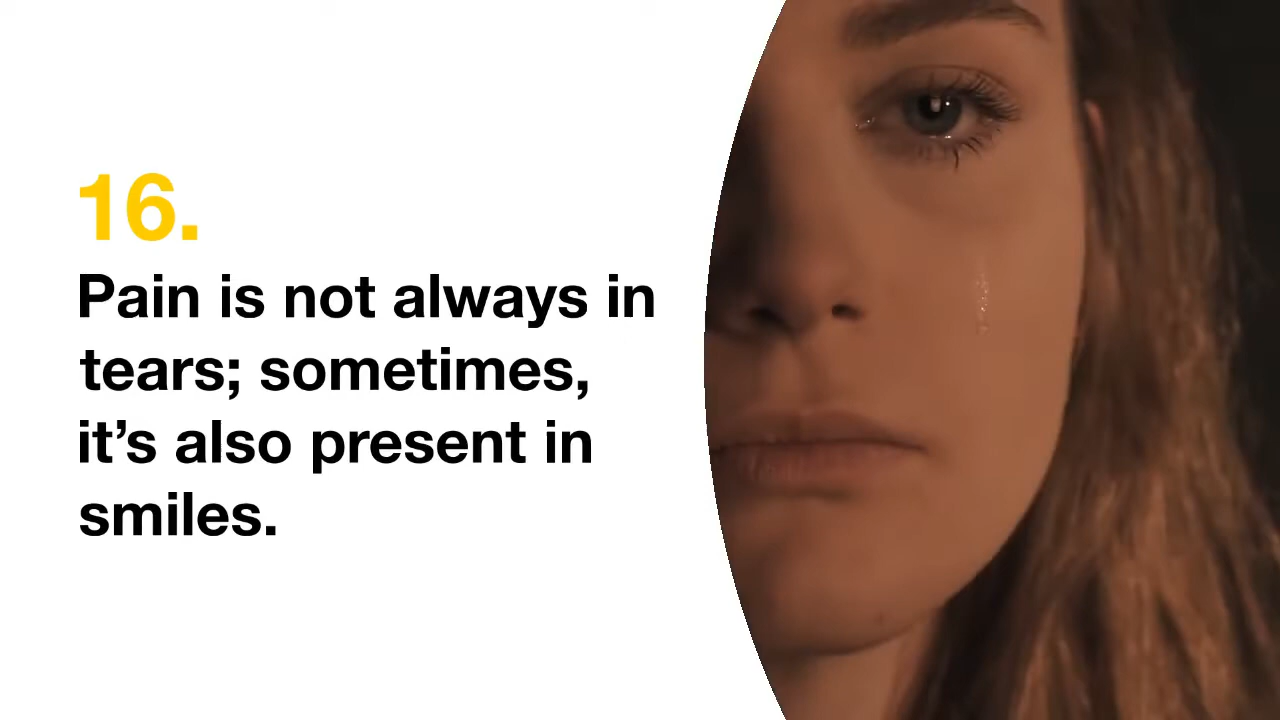 16.
Pain is not always in
tears; sometimes,
it’s also present in
smiles.